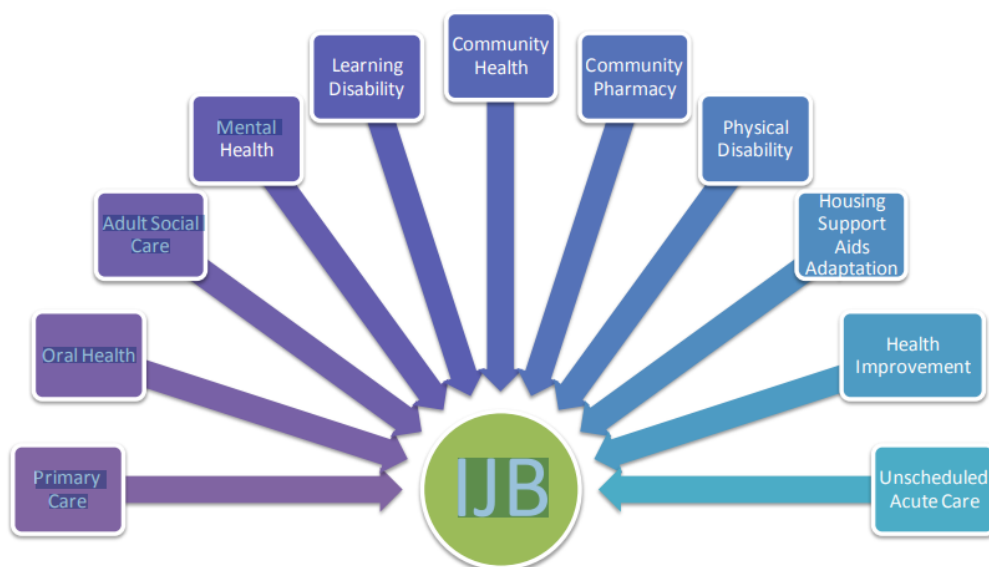 Primary
Care
Oral Health
Adult Social
Care
Mental
Health
Learning
Disability
Community
Health
Community
Pharmacy
Physical
Disability
Housing
Support
Aids
Adaptation
Health
Improvement
Unscheduled
Acute Care
IJB